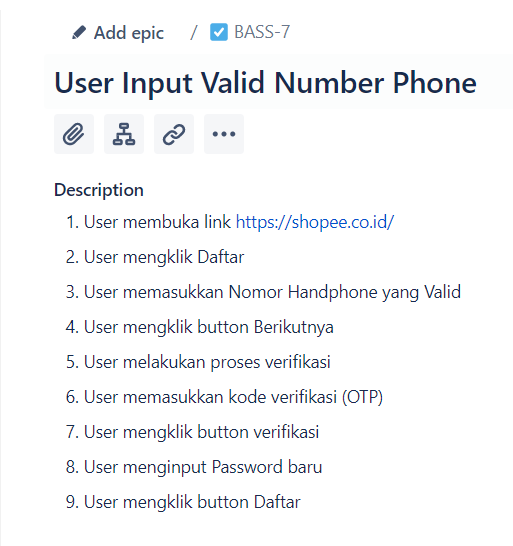 Add epic / BASS-7
User Input Valid Number Phone
Description
1. User membuka link https://shopee.co.id/
2. User mengklik Daftar
3. User memasukkan Nomor Handphone yang Valid
4. User mengklik button Berikutnya
5. User melakukan proses verifikasi
6. User memasukkan kode verifikasi (OTP)
7. User mengklik button verifikasi
8. User menginput Password baru
9. User mengklik button Daftar